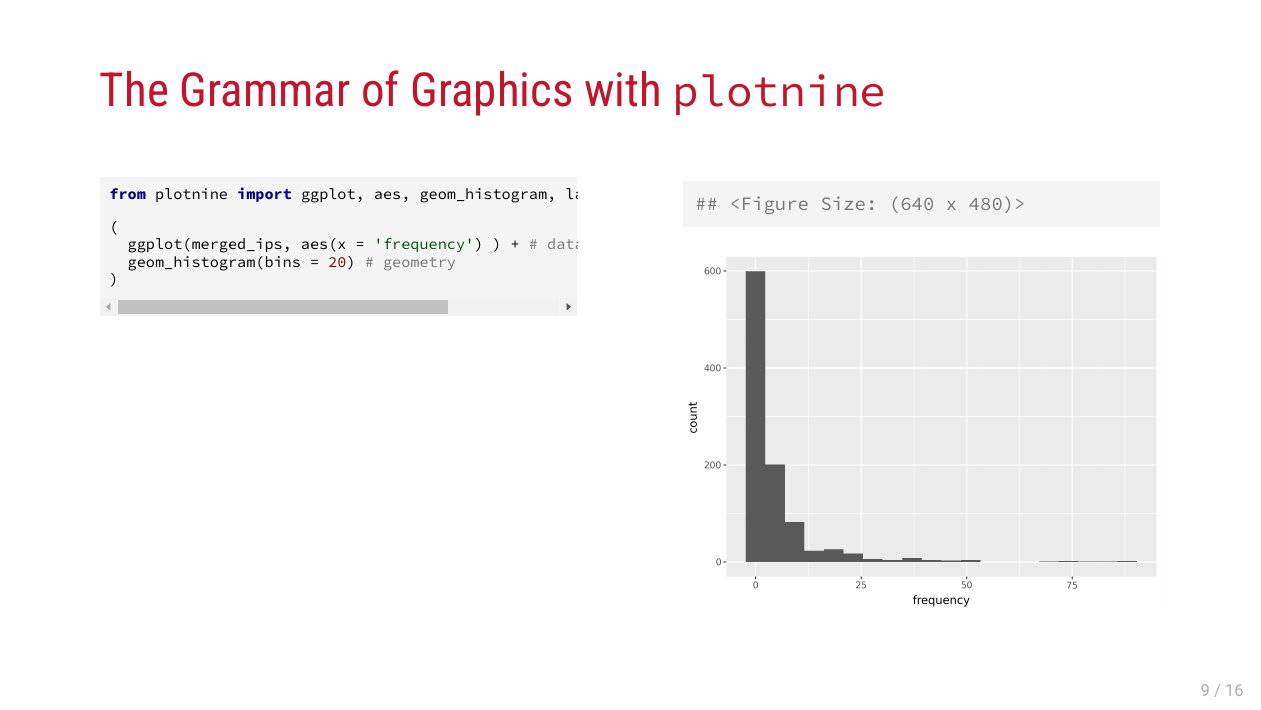 The Grammar of Graphics with plotnine
from plotnine import ggplot, aes, geom_histogram,
(
ggplot(merged_ips, aes(x = 'frequency') ) + # data
geom_histogram(bins = 20) # geometry
)
## <Figure Size: (640 x 480)>
600
400
200
0
count
0 25 50 75
frequency
9 / 16